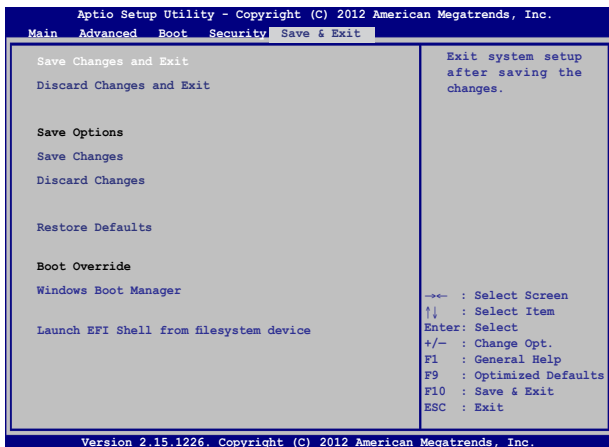 Aptio Setup Utility - Copyright (C) 2012 American Megatrends, Inc.
Main Advanced Boot Security Save & Exit
Save Changes and Exit
Discard Changes and Exit
Save Options
Save Changes
Discard Changes
Restore Defaults
Boot Override
Windows Boot Manager
Launch EFI Shell from filesystem device
Exit system setup
after saving the
changes.
→← : Select Screen
↑↓ : Select Item
Enter: Select
+/— : Change Opt.
F1 : General Help
F9 : Optimized Defaults
F10 : Save & Exit
ESC : Exit
Version 2.15.1226. Copyright (C) 2012 American Megatrends, Inc.